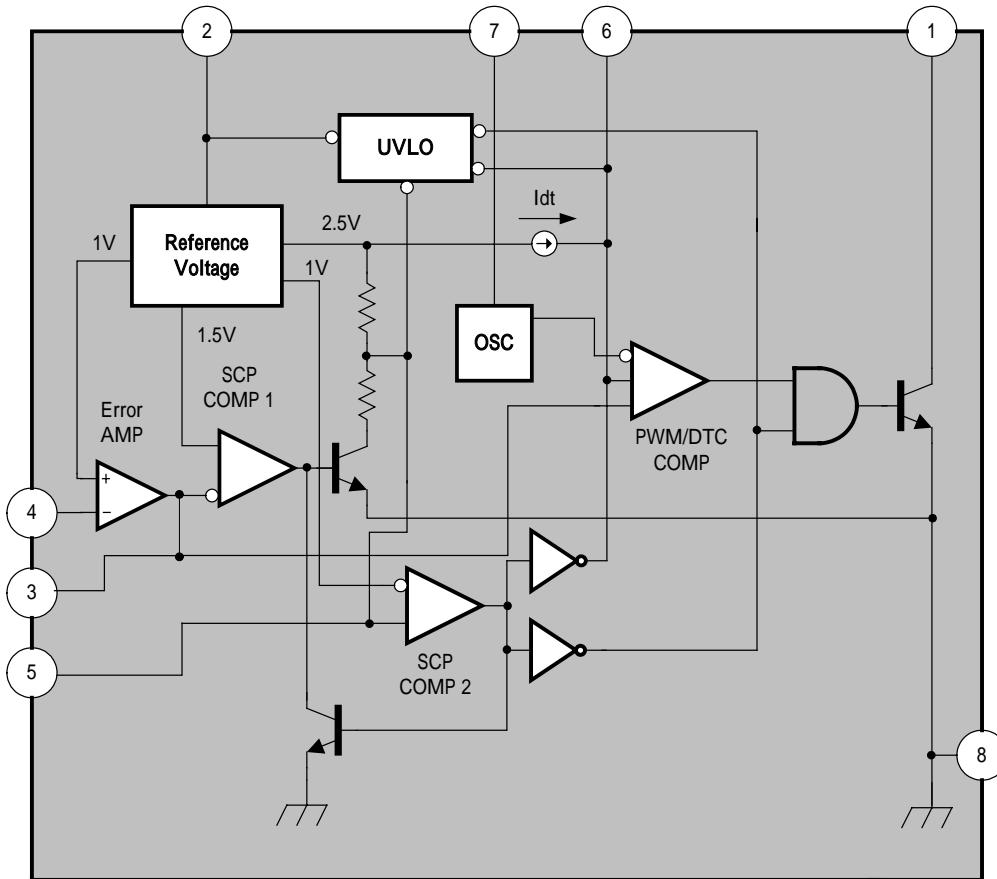 2
7
6
1
UVLO
Idt
2.5V
1V
Reference
Voltage
1V
1.5V
OSC
SCP
COMP 1
Error
AMP
PWM/DTC
COMP
+
−
4
3
5
SCP
COMP 2
8